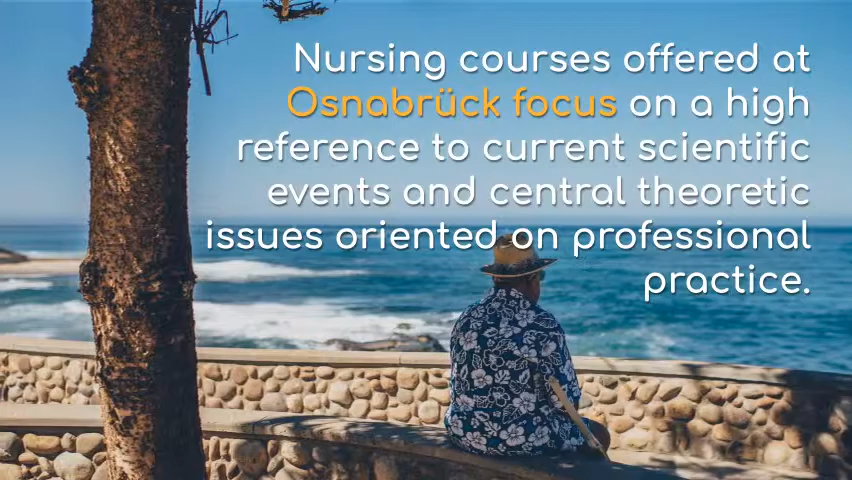 Nursing courses offered at
Osnabrück focus on a high
reference to current scientific
events and central theoretic
issues oriented on professional
practice.